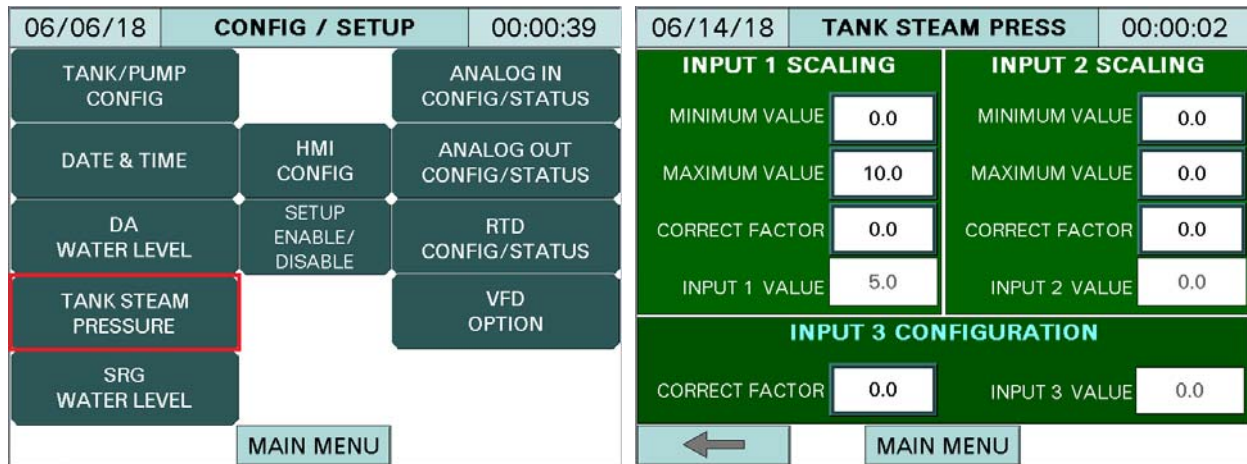 06/06/18 CONFIG / SETUP 00:00:39
TANK/PUMP
CONFIG
ANALOG IN
CONFIG/STATUS
DATE & TIME
HMI
CONFIG
ANALOG OUT
CONFIG/STATUS
DA
WATER LEVEL
SETUP
ENABLE/
DISABLE
RTD
CONFIG/STATUS
TANK STEAM
PRESSURE
VFD
OPTION
SRG
WATER LEVEL
MAIN MENU
06/14/18 TANK STEAM PRESS 00:00:02
INPUT 1 SCALING
MINIMUM VALUE 0.0
MAXIMUM VALUE 10.0
CORRECT FACTOR 0.0
INPUT 1 VALUE 5.0
INPUT 2 SCALING
MINIMUM VALUE 0.0
MAXIMUM VALUE 0.0
CORRECT FACTOR 0.0
INPUT 2 VALUE 0.0
INPUT 3 CONFIGURATION
CORRECT FACTOR 0.0 INPUT 3 VALUE 0.0
MAIN MENU